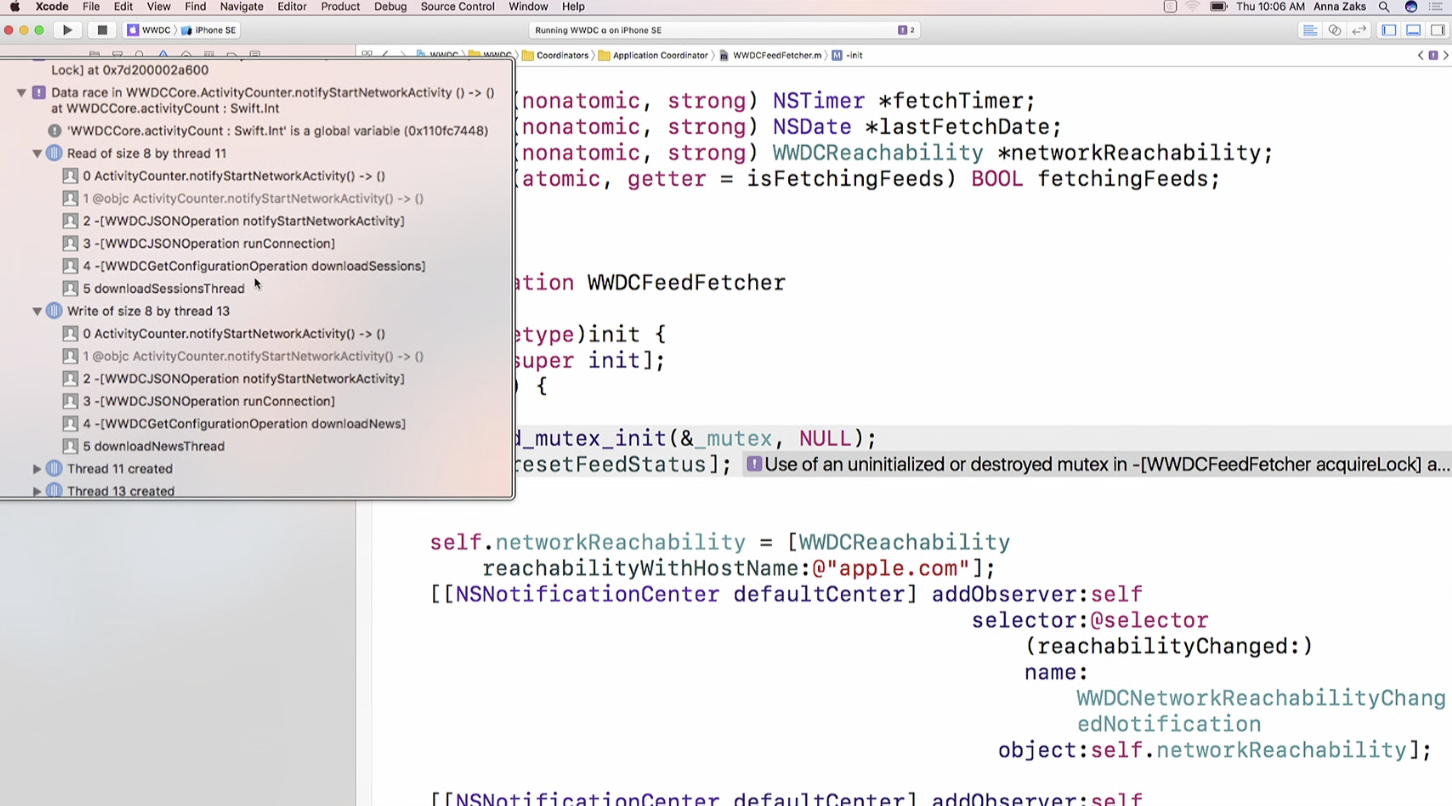 Xcode File Edit View Find Navigate Editor Product Debug Source Control Window Help Thu 10:06 AM Anna Zaks
WWDC iPhone SE Running WWDC α on iPhone SE 2
Coordinators Application Coordinator WWDCFeedFetcher.m M -init
Lock] at 0x7d200002a600
Data race in WWDCCore.ActivityCounter.notifyStartNetworkActivity () -> ()
at WWDCCore.activityCount : Swift.Int
'WWDCCore.activityCount : Swift.Int' is a global variable (0x110fc7448)
Read of size 8 by thread 11
0 ActivityCounter.notifyStartNetworkActivity() -> ()
1 @objc ActivityCounter.notifyStartNetworkActivity() -> ()
2 -[WWDCJSONOperation notifyStartNetworkActivity]
3 -[WWDCJSONOperation runConnection]
4 -[WWDCGetConfigurationOperation downloadSessions]
5 downloadSessionsThread
Write of size 8 by thread 13
0 ActivityCounter.notifyStartNetworkActivity() -> ()
1 @objc ActivityCounter.notifyStartNetworkActivity() -> ()
2 -[WWDCJSONOperation notifyStartNetworkActivity]
3 -[WWDCJSONOperation runConnection]
4 -[WWDCGetConfigurationOperation downloadNews]
5 downloadNewsThread
Thread 11 created
Thread 13 created
(nonatomic, strong) NSTimer *fetchTimer;
(nonatomic, strong) NSDate *lastFetchDate;
(nonatomic, strong) WWDCReachability *networkReachability;
(atomic, getter = isFetchingFeeds) BOOL fetchingFeeds;
ation WWDCFeedFetcher
etype)init {
super init];
) {
d_mutex_init(&_mutex, NULL);
resetFeedStatus]; Use of an uninitialized or destroyed mutex in -[WWDCFeedFetcher acquireLock] a...
self.networkReachability = [WWDCReachability
reachabilityWithHostName:@"apple.com"];
[[NSNotificationCenter defaultCenter] addObserver:self
selector:@selector
(reachabilityChanged:)
name:
WWDCNetworkReachabilityChang
edNotification
object:self.networkReachability];
[[NSNotificationCenter defaultCenter] addObserver:self